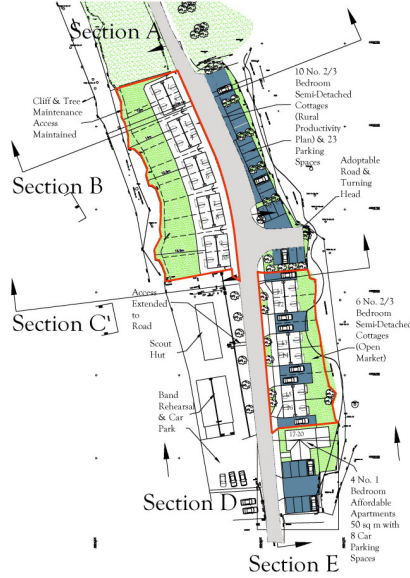 Section A
Cliff & Tree
Maintenance
Access
Maintained
10 No. 2/3
Bedroom
Semi-Detached
Cottages
(Rural
Productivity
Plan) & 23
Parking
Spaces
Adoptable
Road &
Turning
Head
Section B
Access
Extended
to
Road
Section C'
Scout
Hut
6 No. 2/3
Bedroom
Semi-Detached
Cottages
(Open
Market)
Band
Rehearsal
& Car
Park
17-20
Section D
4 No. 1
Bedroom
Affordable
Apartments
50 sq m with
8 Car
Parking
Spaces
Section E